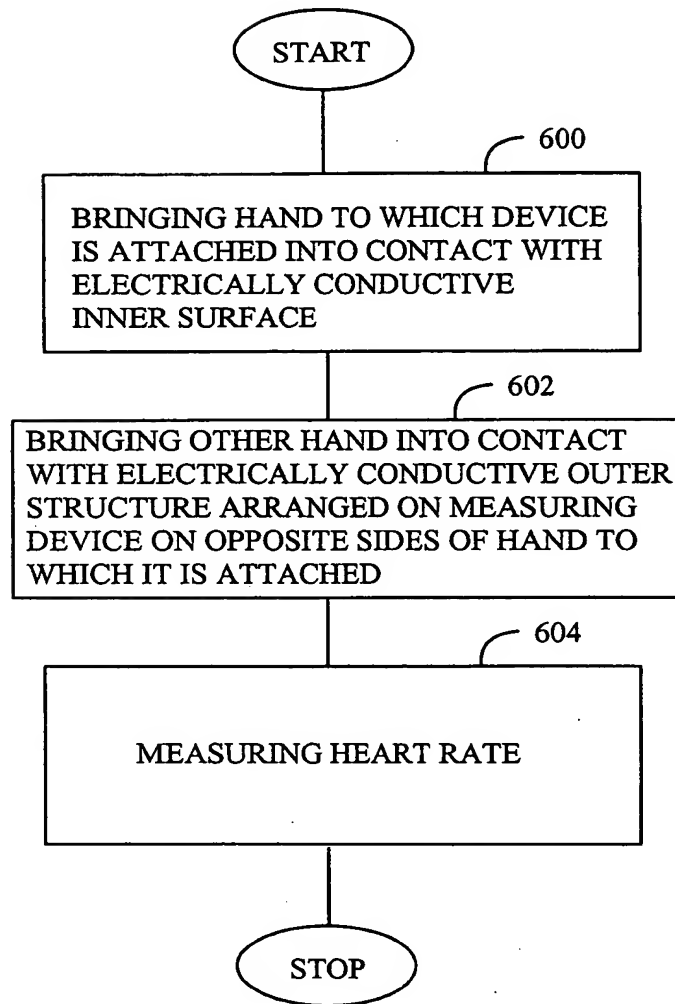 START
600
BRINGING HAND TO WHICH DEVICE
IS ATTACHED INTO CONTACT WITH
ELECTRICALLY CONDUCTIVE
INNER SURFACE
602
BRINGING OTHER HAND INTO CONTACT
WITH ELECTRICALLY CONDUCTIVE OUTER
STRUCTURE ARRANGED ON MEASURING
DEVICE ON OPPOSITE SIDES OF HAND TO
WHICH IT IS ATTACHED
604
MEASURING HEART RATE
STOP